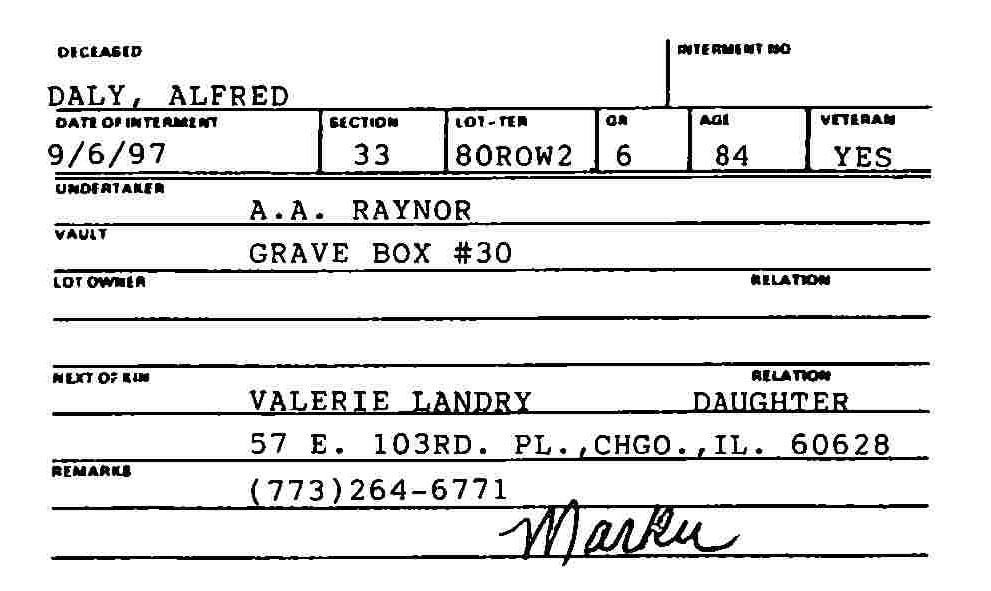 DECEASED INTERMENT NO
DALY, ALFRED
DATE OF INTERMENT SECTION LOT-TER GR AGE VETERAN
9/6/97 33 80ROW2 6 84 YES
UNDERTAKER
A.A. RAYNOR
VAULT
GRAVE BOX #30
LOT OWNER RELATION
NEXT OF KIN RELATION
VALERIE LANDRY DAUGHTER
57 E. 103RD. PL.,CHGO.,IL. 60628
REMARKS
(773)264-6771